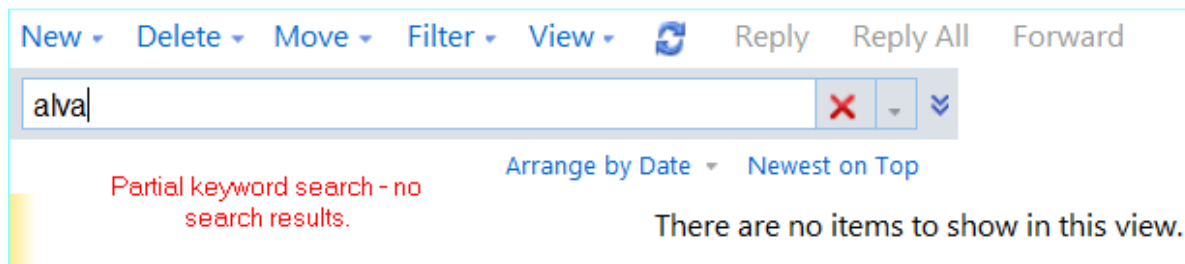 New Delete Move Filter View Reply Reply All Forward
alva
Arrange by Date Newest on Top
Partial keyword search - no
search results.
There are no items to show in this view.